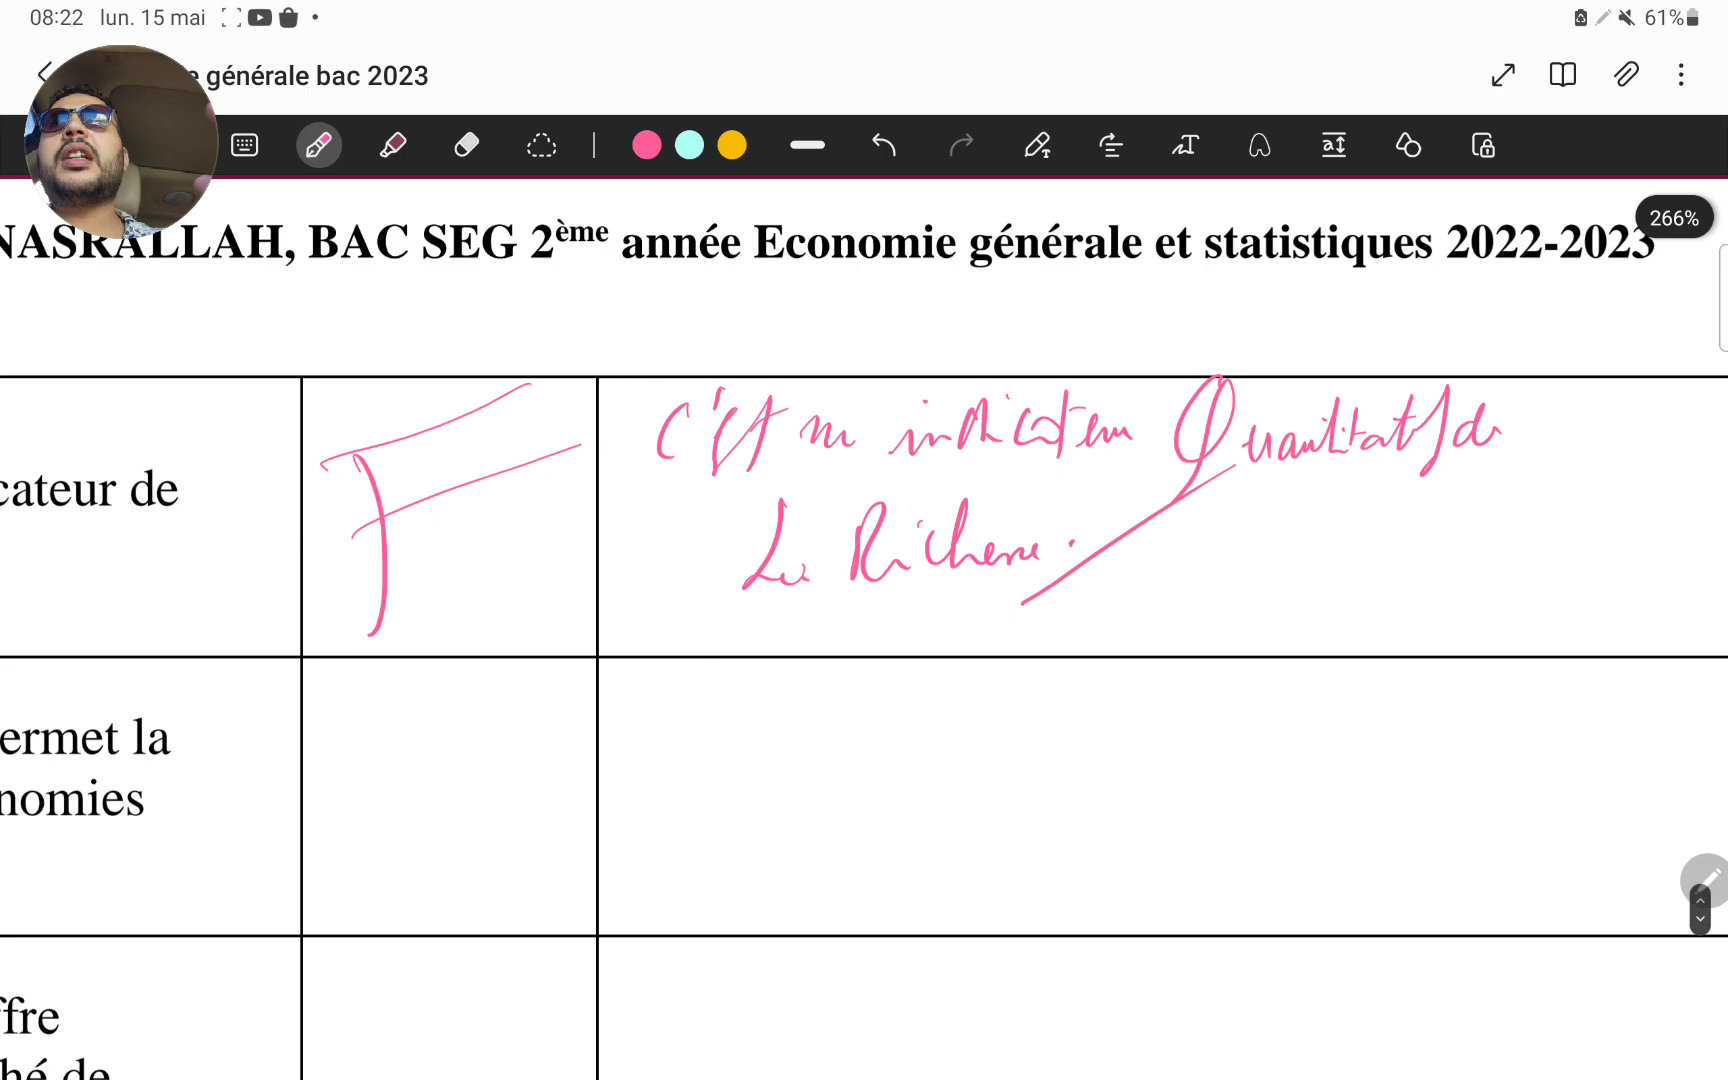 08:22 lun. 15 mai
61%
générale bac 2023
266%
NASRALLAH, BAC SEG 2ème année Economie générale et statistiques 2022-2023
cateur de
F
C'est un indicateur Quantitatif de
La Richesse.
ermet la
nomies
ffre
hé de